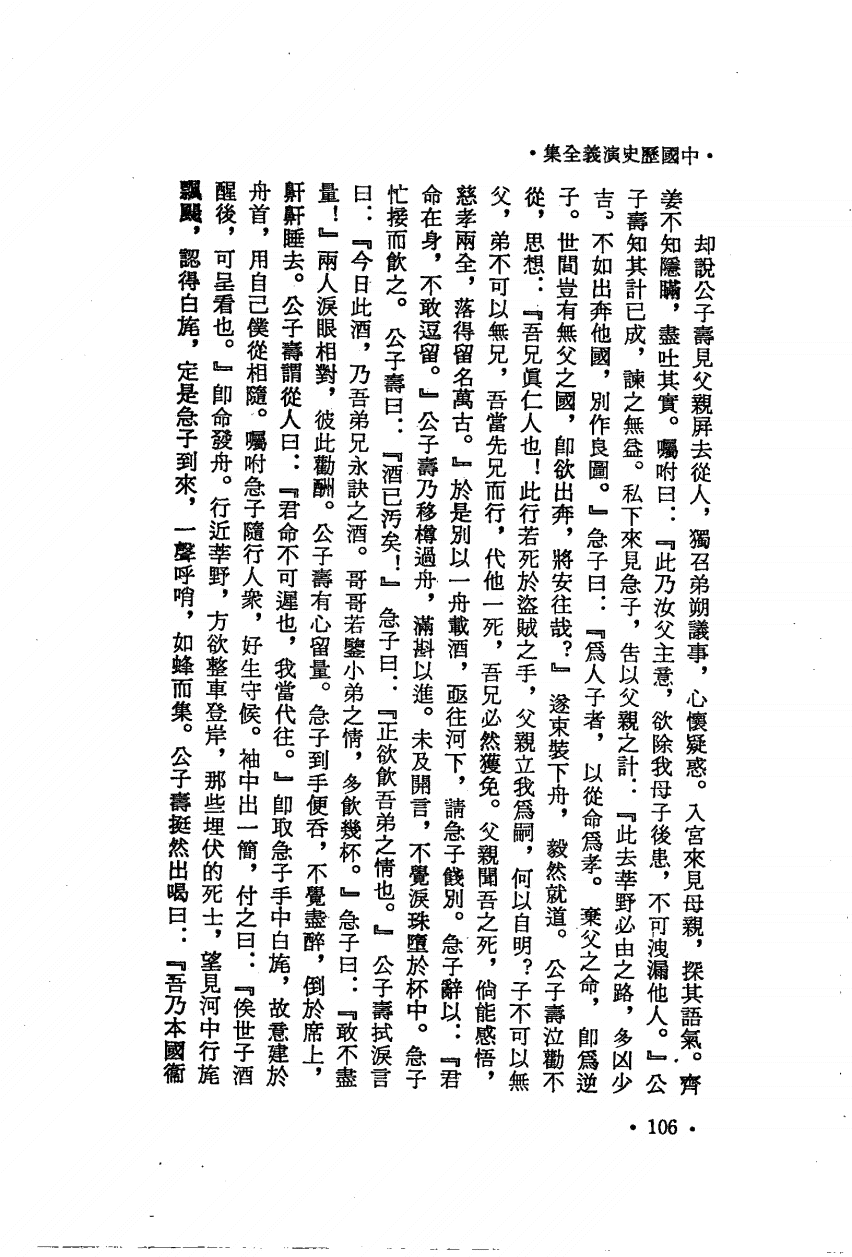 •中國歷史演義全集•
却說公子壽見父親屏去從人，獨召弟朔議事，心懷疑惑。入宮來見母親，探其語氣。齊
姜不知隱瞞，盡吐其實。囑咐曰：『此乃汝父主意，欲除我母子後患，不可洩漏他人。』公
子壽知其計已成，諫之無益。私下來見急子，告以父親之計：『此去莘野必由之路，多凶少
吉。不如出奔他國，別作良圖。』急子曰：『爲人子者，以從命爲孝。棄父之命，卽爲逆
子。世間豈有無父之國，卽欲出奔，將安往哉？』遂束裝下舟，毅然就道。公子壽泣勸不
從，思想：『吾兄眞仁人也！此行若死於盜賊之手，父親立我爲嗣，何以自明？子不可以無
父，弟不可以無兄，吾當先兄而行，代他一死，吾兄必然獲免。父親聞吾之死，倘能感悟，
慈孝兩全，落得留名萬古。』於是別以一舟載酒，亟往河下，請急子餞別。急子辭以：『君
命在身，不敢逗留。』公子壽乃移樽過舟，滿斟以進。未及開言，不覺淚珠墮於杯中。急子
忙接而飮之。公子壽曰：『酒已汚矣！』急子曰：『正欲飮吾弟之情也。』公子壽拭淚言
曰：『今日此酒，乃吾弟兄永訣之酒。哥哥若鑒小弟之情，多飮幾杯。』急子曰：『敢不盡
量！』兩人淚眼相對，彼此勸酬。公子壽有心留量。急子到手便吞，不覺盡醉，倒於席上，
鼾鼾睡去。公子壽謂從人曰：『君命不可遲也，我當代往。』卽取急子手中白旄，故意建於
舟首，用自己僕從相隨。囑咐急子隨行人衆，好生守候。袖中出一簡，付之曰：『俟世子酒
醒後，可呈看也。』卽命發舟。行近莘野，方欲整車登岸，那些埋伏的死士，望見河中行旄
飄颺，認得白旄，定是急子到來，一聲呼哨，如蜂而集。公子壽挺然出喝曰：『吾乃本國衞
•106•